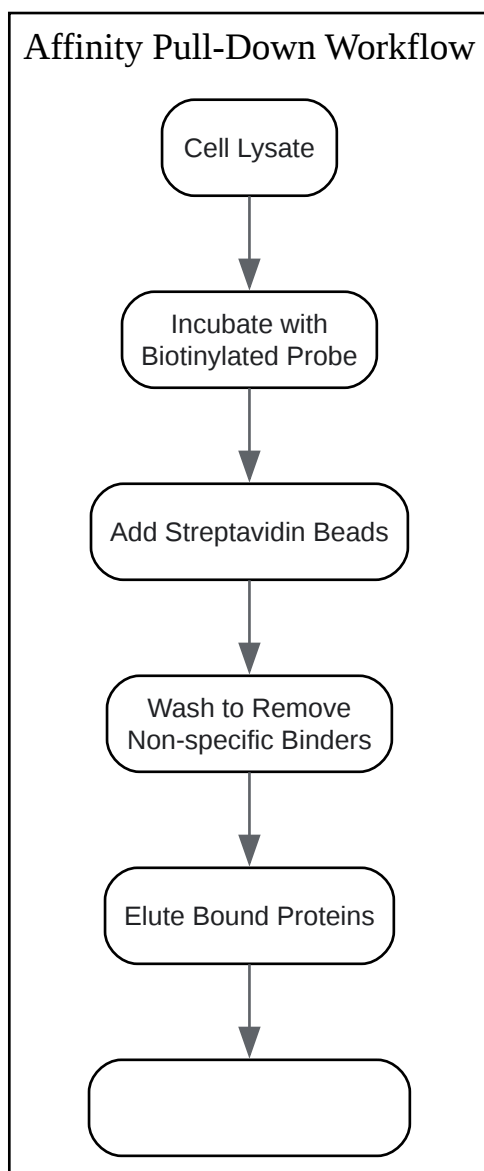 Affinity Pull-Down Workflow
Cell Lysate
Incubate with
Biotinylated Probe
Add Streptavidin Beads
Wash to Remove
Non-specific Binders
Elute Bound Proteins